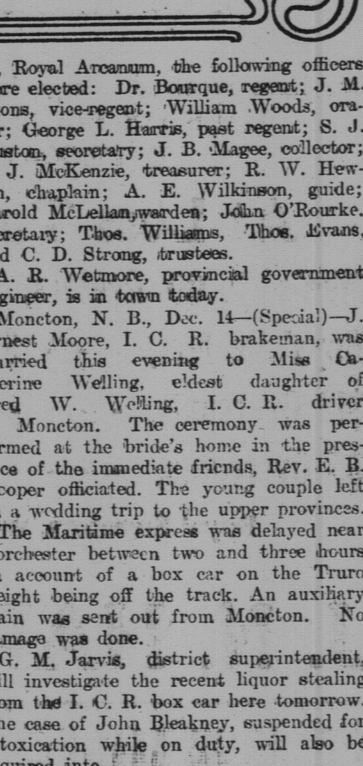 , Royal Arcanum, the following officers
re elected: Dr. Bourque, regent; J. M.
ons, vice-regent; William Woods, ora-
r; George L. Harris, past regent; S. J.
uston, secretary; J. B. Magee, collector;
J. McKenzie, treasurer; R. W. Hew-
n, chaplain; A. E. Wilkinson, guide;
rold McLellan, warden; John O'Rourke,
cretary; Thos. Williams, Thos. Evans,
d C. D. Strong, trustees.
A. R. Wetmore, provincial government
gineer, is in town today.
Moncton, N. B., Dec. 14—(Special)—J.
rnest Moore, I. C. R. brakeman, was
arried this evening to Miss Ca-
erine Welling, eldest daughter of
ed W. Welling, I. C. R. driver
Moncton. The ceremony was per-
rmed at the bride's home in the pres-
ce of the immediate friends, Rev. E. B.
ooper officiated. The young couple left
a wedding trip to the upper provinces.
The Maritime express was delayed near
orchester between two and three hours
account of a box car on the Truro
eight being off the track. An auxiliary
ain was sent out from Moncton. No
mage was done.
G. M. Jarvis, district superintendent,
ill investigate the recent liquor stealing
om the I. C. R. box car here tomorrow.
he case of John Bleakney, suspended for
toxication while on duty, will also be
quired into.